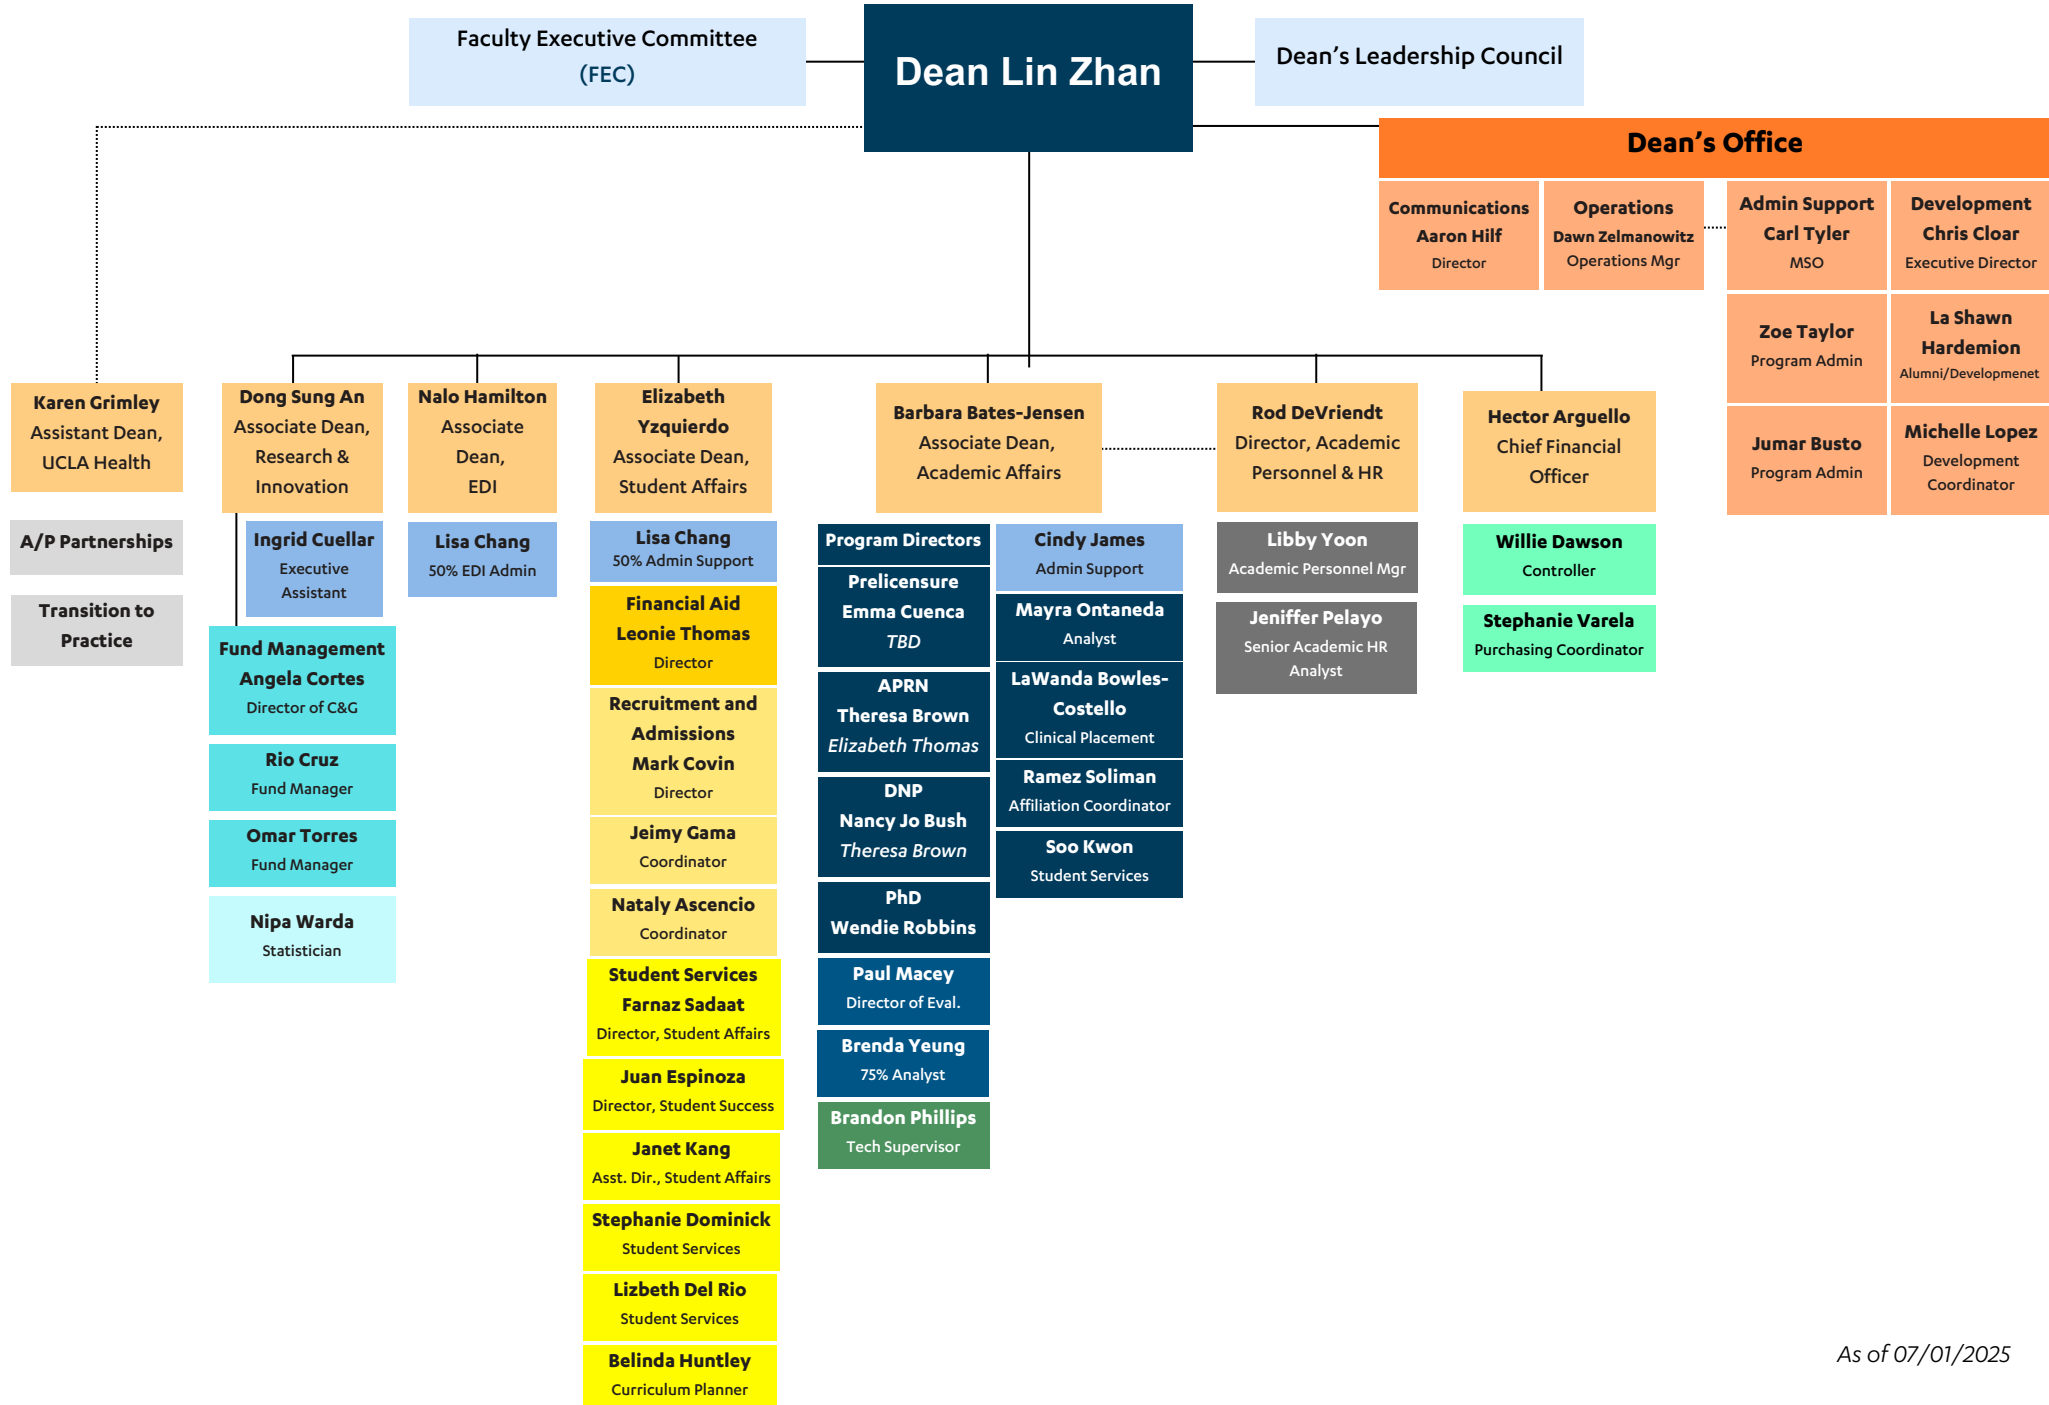 Faculty Executive Committee
(FEC)
Dean Lin Zhan
Dean's Leadership Council
Dean's Office
Communications
Aaron Hilf
Director
Operations
Dawn Zelmanowitz
Operations Mgr
Admin Support
Carl Tyler
MSO
Development
Chris Cloar
Executive Director
Zoe Taylor
Program Admin
La Shawn
Hardemion
Alumni/Developmenet
Jumar Busto
Program Admin
Michelle Lopez
Development
Coordinator
Karen Grimley
Assistant Dean,
UCLA Health
A/P Partnerships
Transition to
Practice
Dong Sung An
Associate Dean,
Research &
Innovation
Ingrid Cuellar
Executive
Assistant
Fund Management
Angela Cortes
Director of C&G
Rio Cruz
Fund Manager
Omar Torres
Fund Manager
Nipa Warda
Statistician
Nalo Hamilton
Associate
Dean,
EDI
Lisa Chang
50% EDI Admin
Elizabeth
Yzquierdo
Associate Dean,
Student Affairs
Lisa Chang
50% Admin Support
Financial Aid
Leonie Thomas
Director
Recruitment and
Admissions
Mark Covin
Director
Jeimy Gama
Coordinator
Nataly Ascencio
Coordinator
Student Services
Farnaz Sadaat
Director, Student Affairs
Juan Espinoza
Director, Student Success
Janet Kang
Asst. Dir., Student Affairs
Stephanie Dominick
Student Services
Lizbeth Del Rio
Student Services
Belinda Huntley
Curriculum Planner
Barbara Bates-Jensen
Associate Dean,
Academic Affairs
Program Directors
Prelicensure
Emma Cuenca
TBD
APRN
Theresa Brown
Elizabeth Thomas
DNP
Nancy Jo Bush
Theresa Brown
PhD
Wendie Robbins
Paul Macey
Director of Eval.
Brenda Yeung
75% Analyst
Brandon Phillips
Tech Supervisor
Cindy James
Admin Support
Mayra Ontaneda
Analyst
LaWanda Bowles-
Costello
Clinical Placement
Ramez Soliman
Affiliation Coordinator
Soo Kwon
Student Services
Rod DeVriendt
Director, Academic
Personnel & HR
Libby Yoon
Academic Personnel Mgr
Jeniffer Pelayo
Senior Academic HR
Analyst
Hector Arguello
Chief Financial
Officer
Willie Dawson
Controller
Stephanie Varela
Purchasing Coordinator
As of 07/01/2025